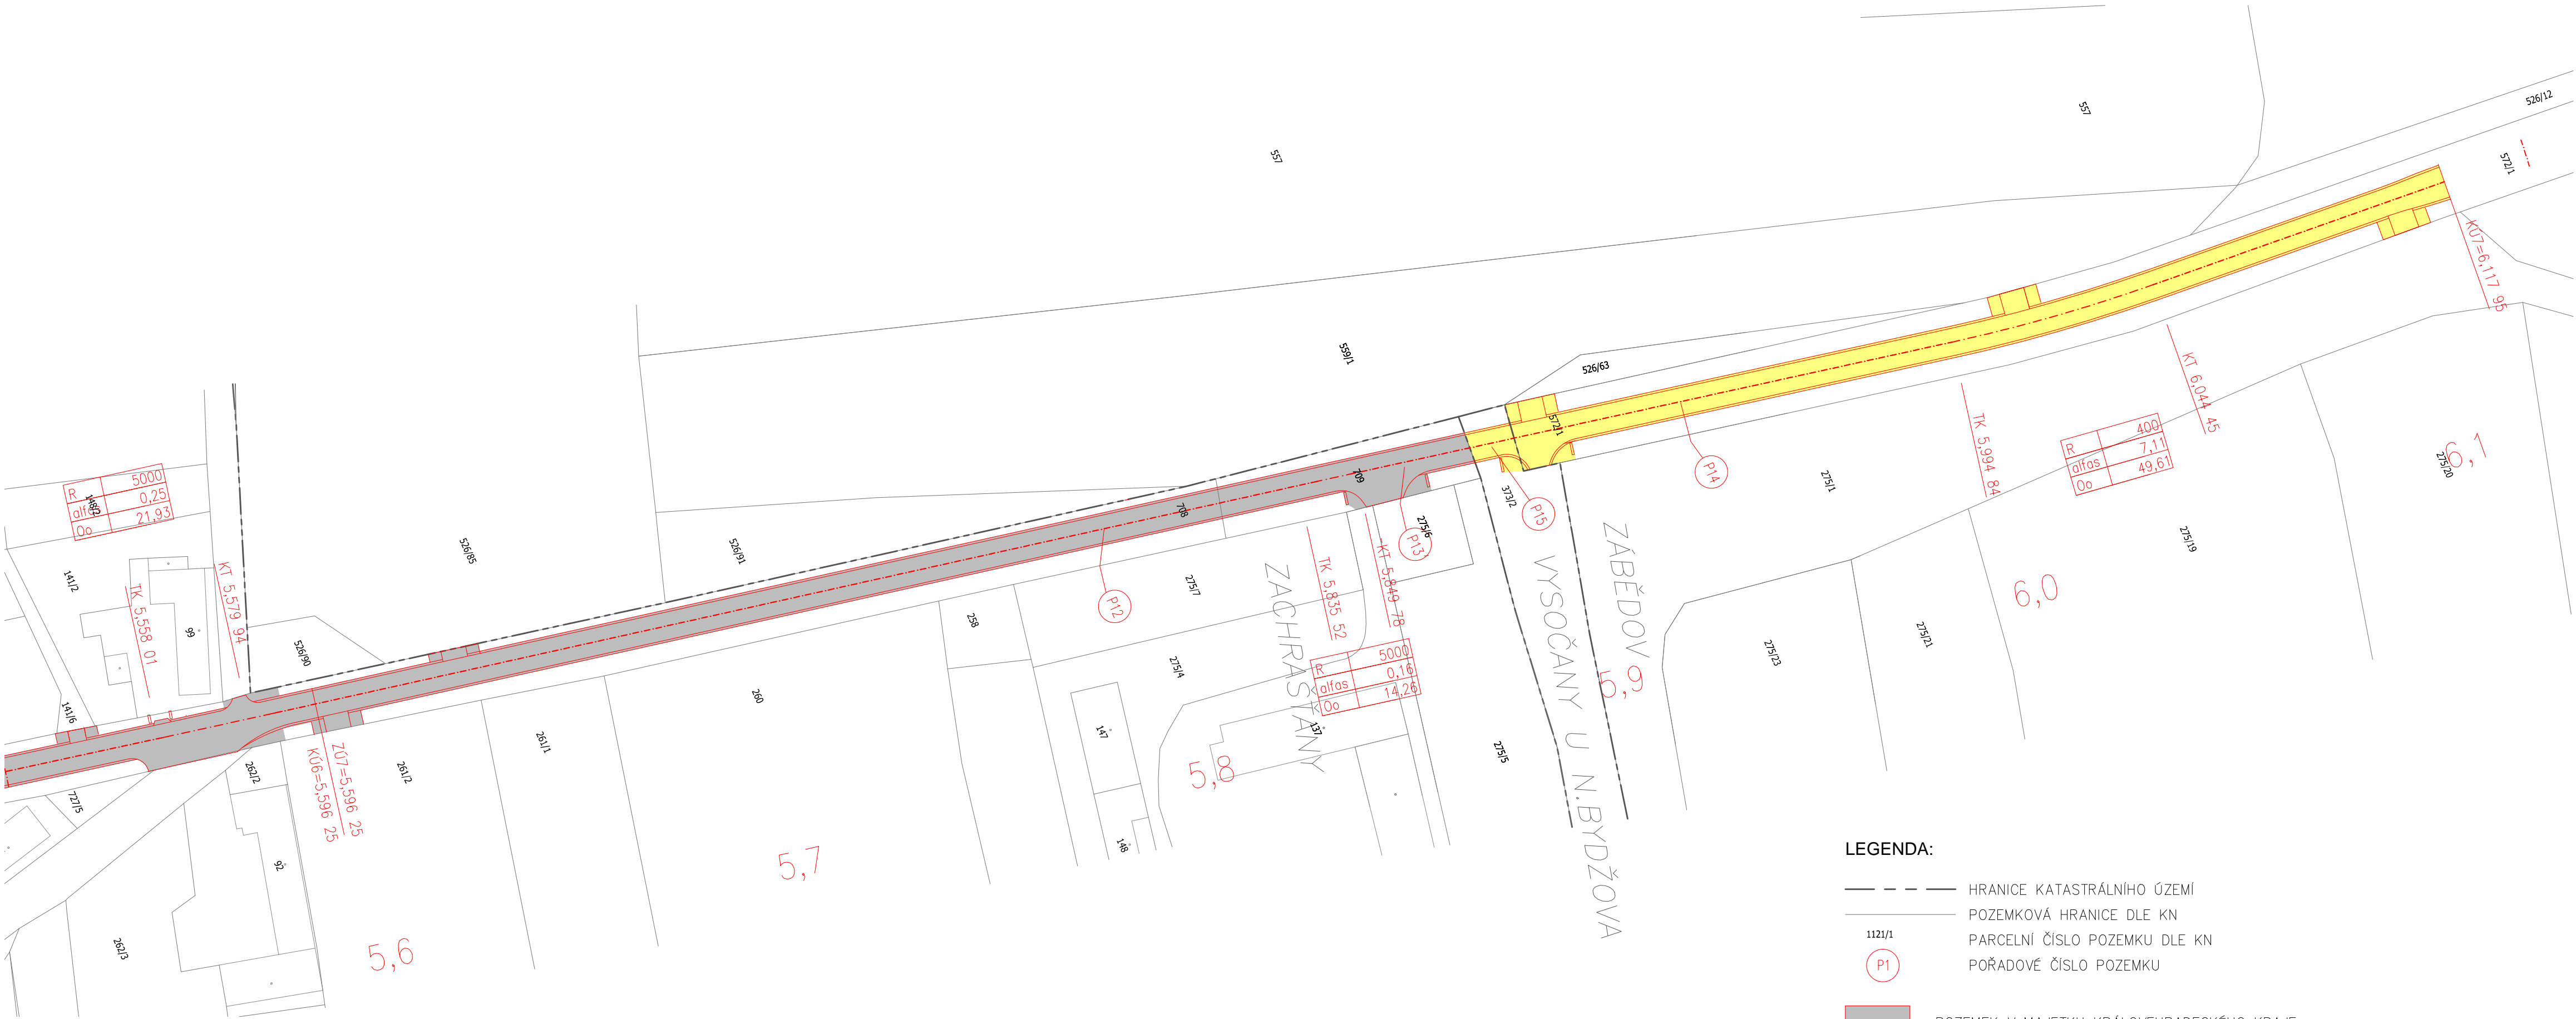 557
557
526/12
572/1
KÚ7=6,117 95
559/1
526/63
572/1
KT 6,044 45
TK 5,994 84
R 400
alfas 7,11
Oo 49,61
6,1
275/20
R 5000
0,25
Oo 21,93
141/2
99
TK 5,558 01
KT 5,579 94
526/85
526/91
526/90
708
709
P12
P13
P14
P15
373/2
275/6
275/1
275/19
275/7
258
275/4
ZACHRAŠŤANY
TK 5,835 52
KT 5,849 78
R 5000
alfas 0,16
Oo 14,26
VYSOČANY U N.BYDŽOVA
ZÁBĚDOV
5,9
6,0
275/23
275/21
141/6
727/5
262/2
KÚ6=5,596 25
ZÚ7=5,596 25
261/2
261/1
260
147
148
137
5,8
275/5
92
262/3
5,6
5,7
LEGENDA:
HRANICE KATASTRÁLNÍHO ÚZEMÍ
POZEMKOVÁ HRANICE DLE KN
1121/1 PARCELNÍ ČÍSLO POZEMKU DLE KN
P1 POŘADOVÉ ČÍSLO POZEMKU
POZEMEK V MAJETKU KRÁLOVEHRADECKÉHO KRAJE